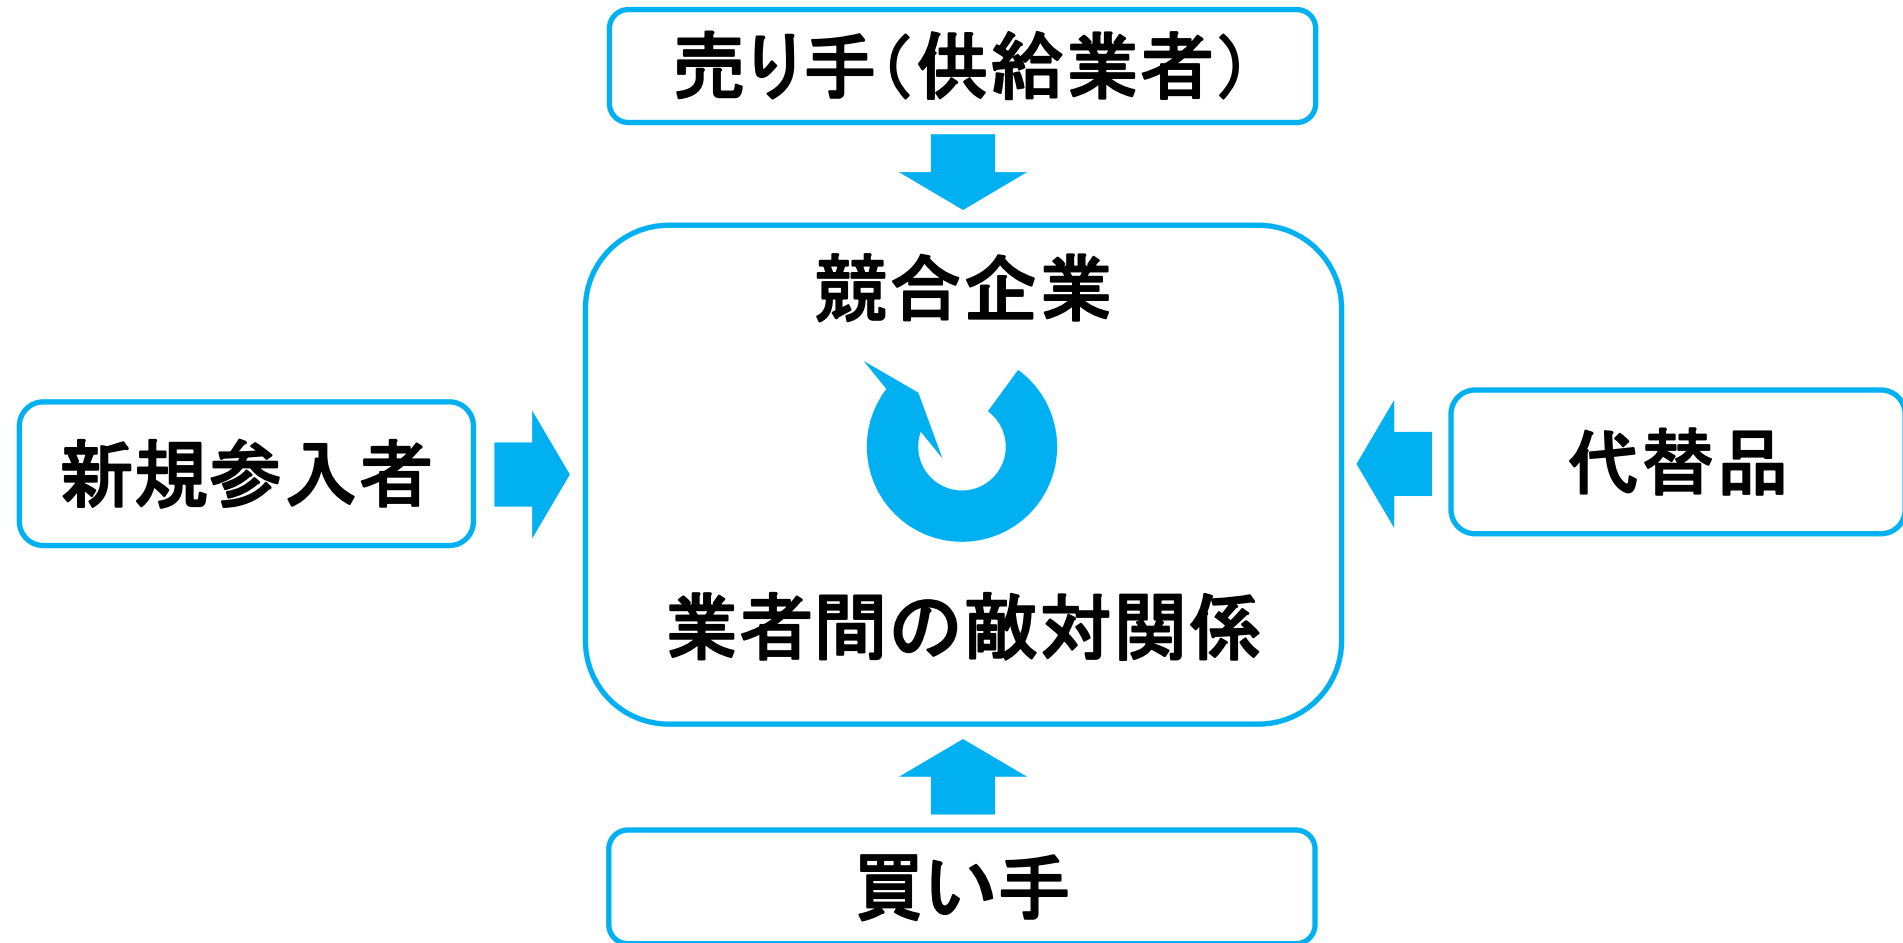 売り手（供給業者）
競合企業
新規参入者
代替品
業者間の敵対関係
買い手